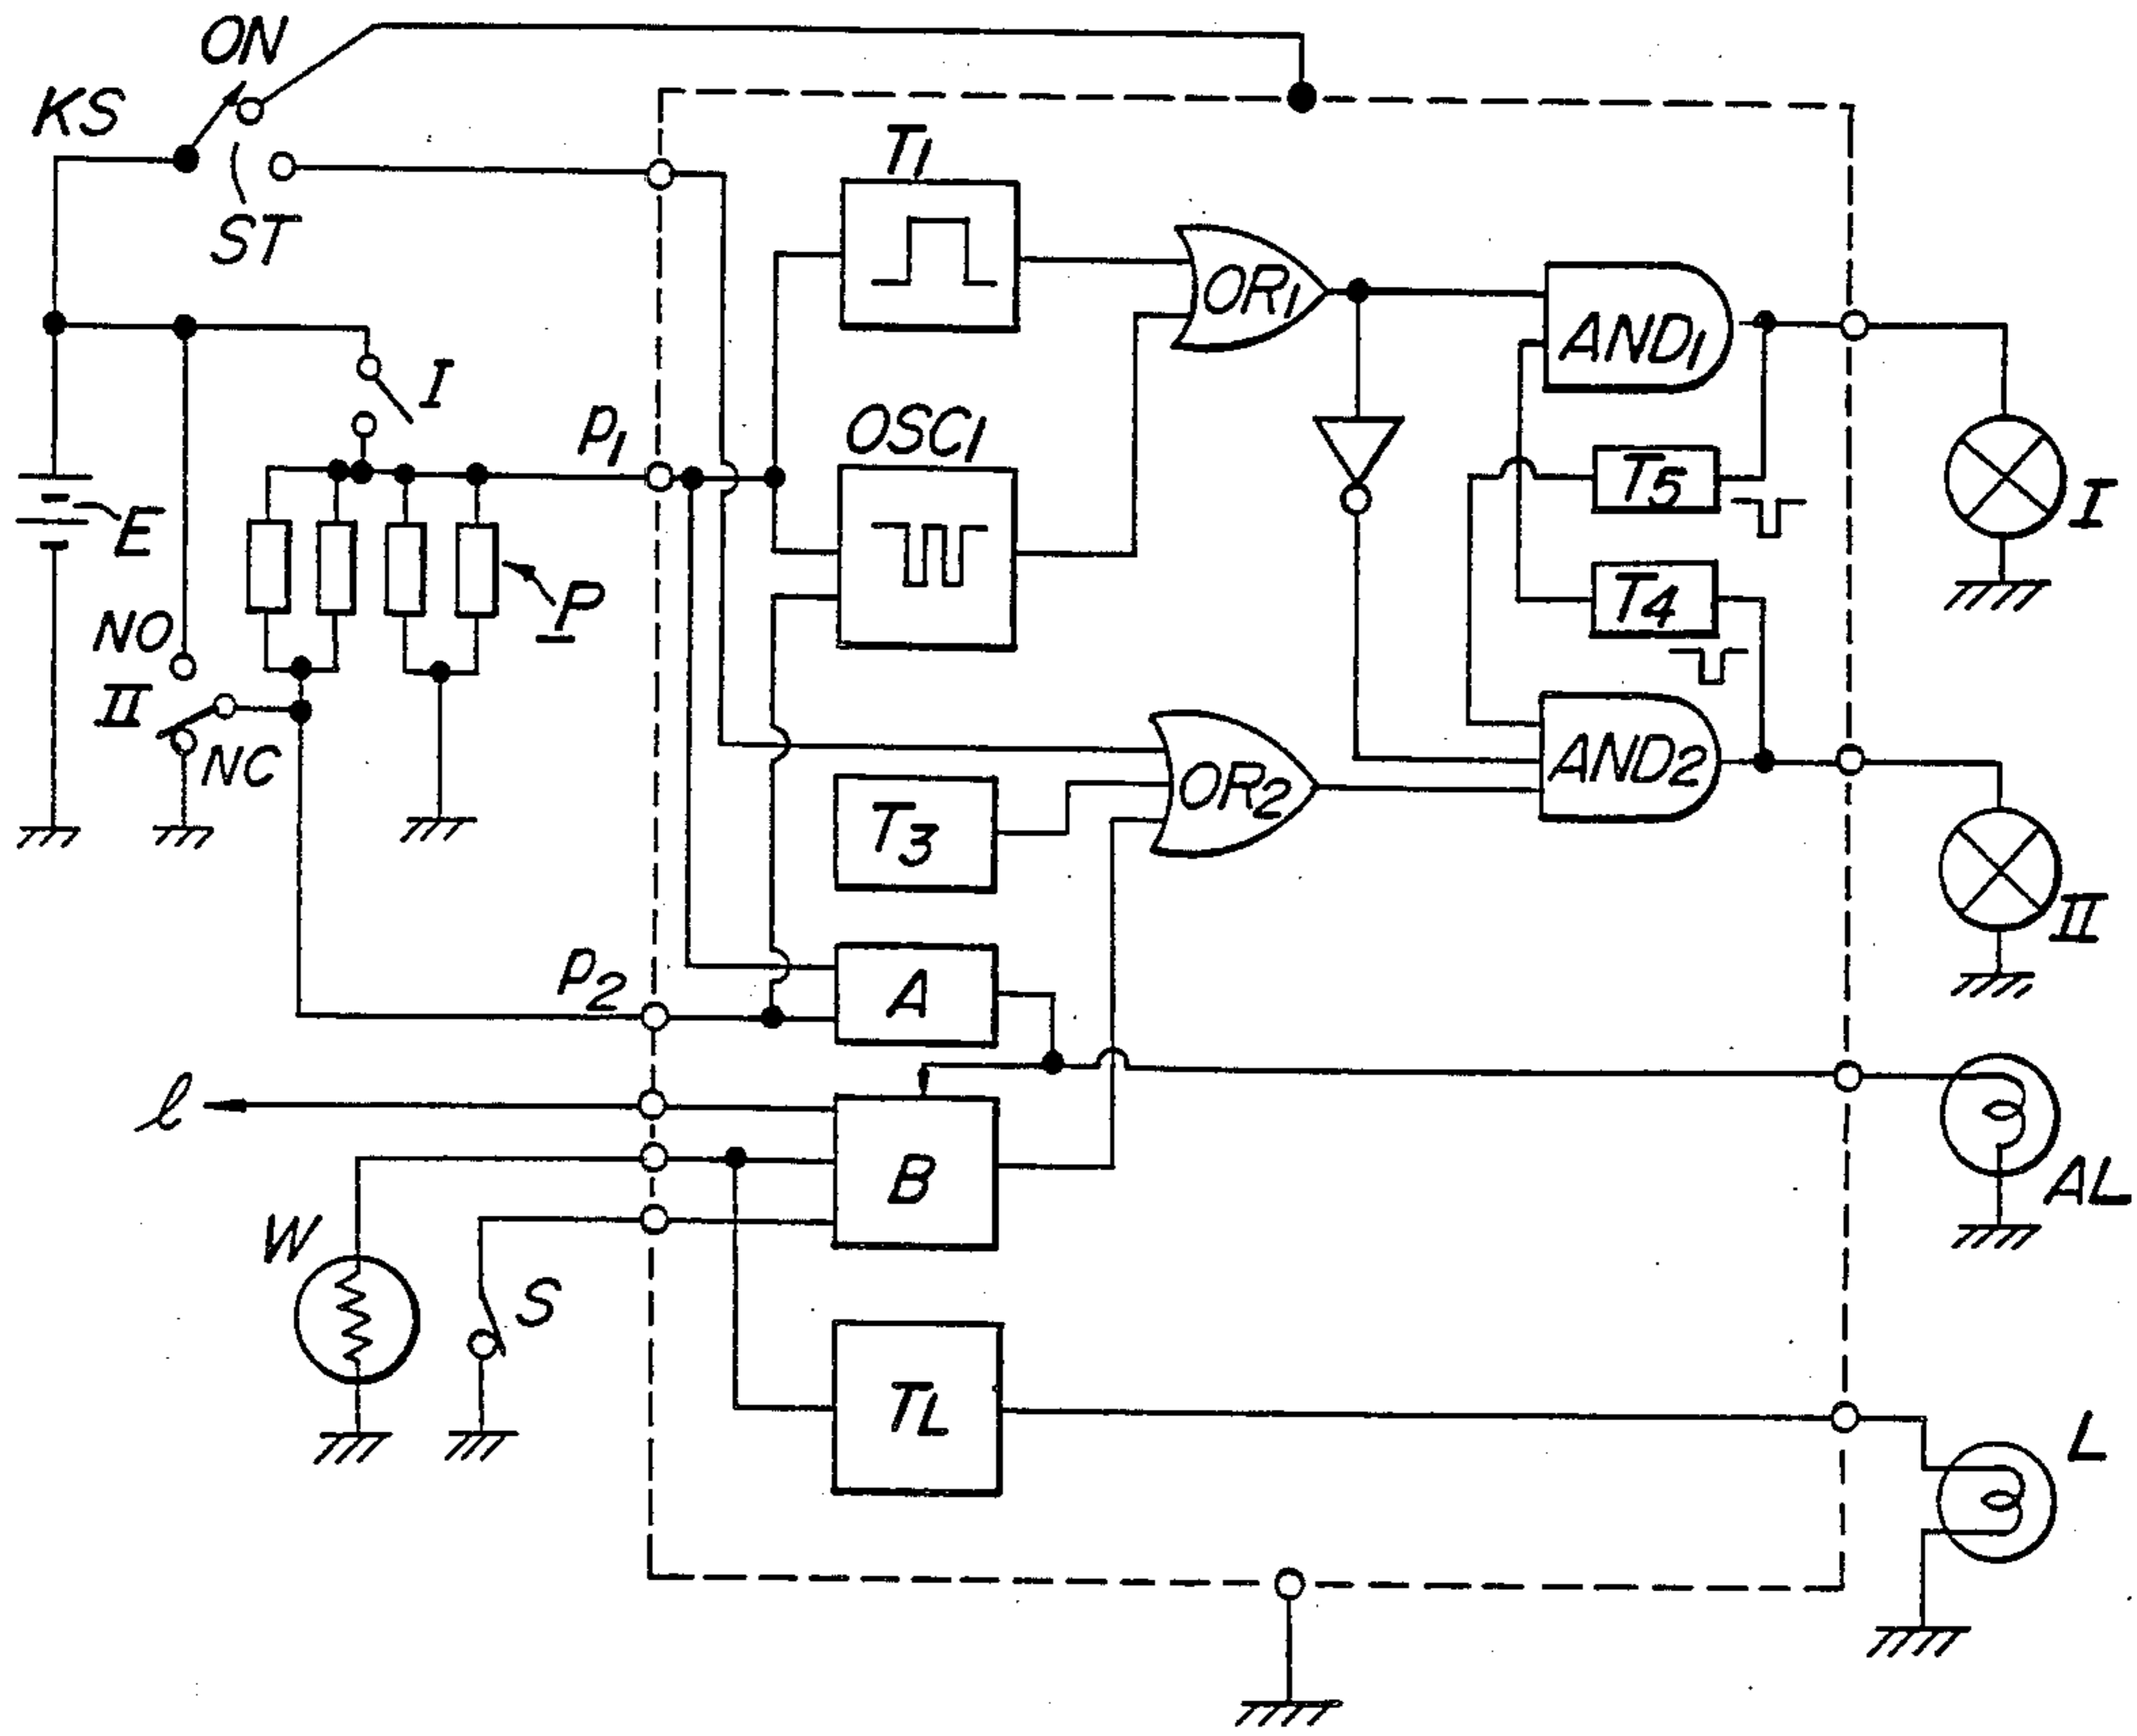 ON
KS
ST
T1
OR1
AND1
I
p1
OSC1
T5
I
E
P
T4
NO
II
NC
T3
OR2
AND2
II
p2
A
l
B
AL
W
S
TL
L